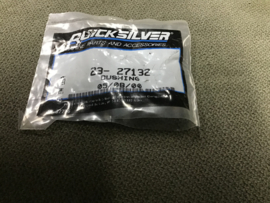 QUICKSILVER
PARTS AND ACCESSORIES
23- 27132
BUSHING